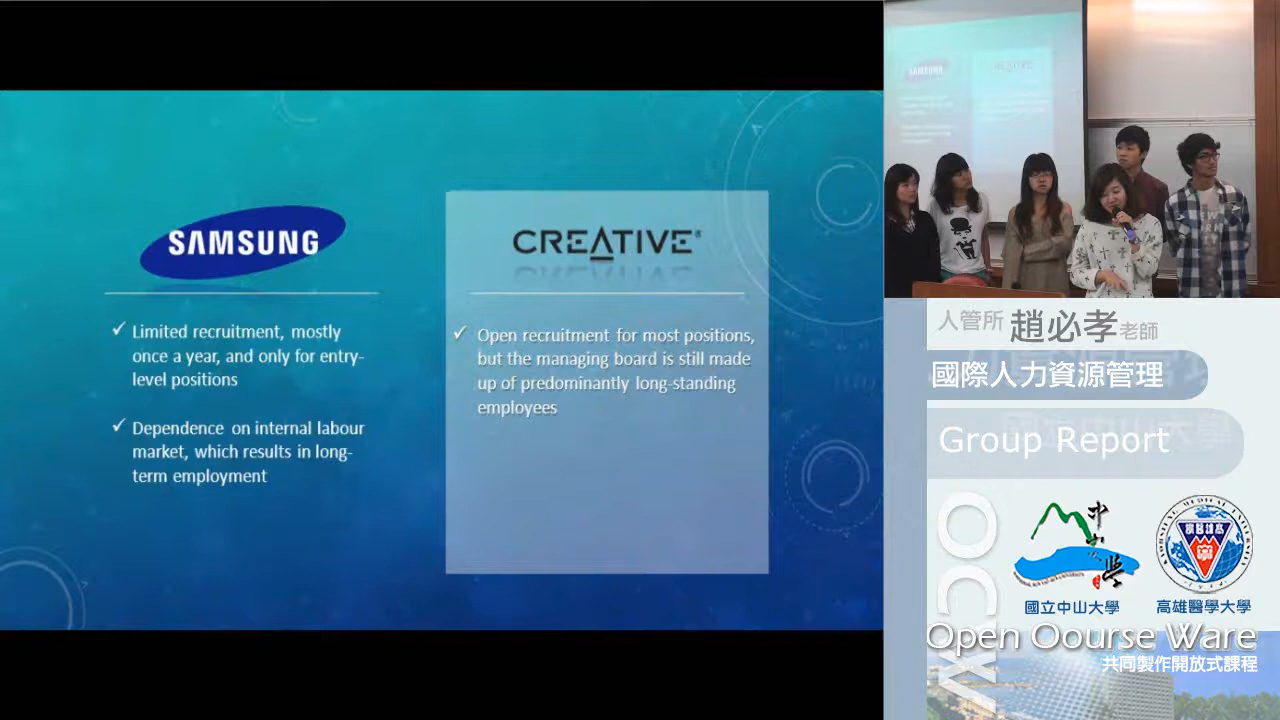 SAMSUNG
✓ Limited recruitment, mostly
once a year, and only for entry-
level positions
✓ Dependence on internal labour
market, which results in long-
term employment
CREATIVE®
✓ Open recruitment for most positions,
but the managing board is still made
up of predominantly long-standing
employees
人管所 趙必孝老師
國際人力資源管理
Group Report
OCW
國立中山大學
高雄醫學大學
Open Oourse Ware
共同製作開放式課程